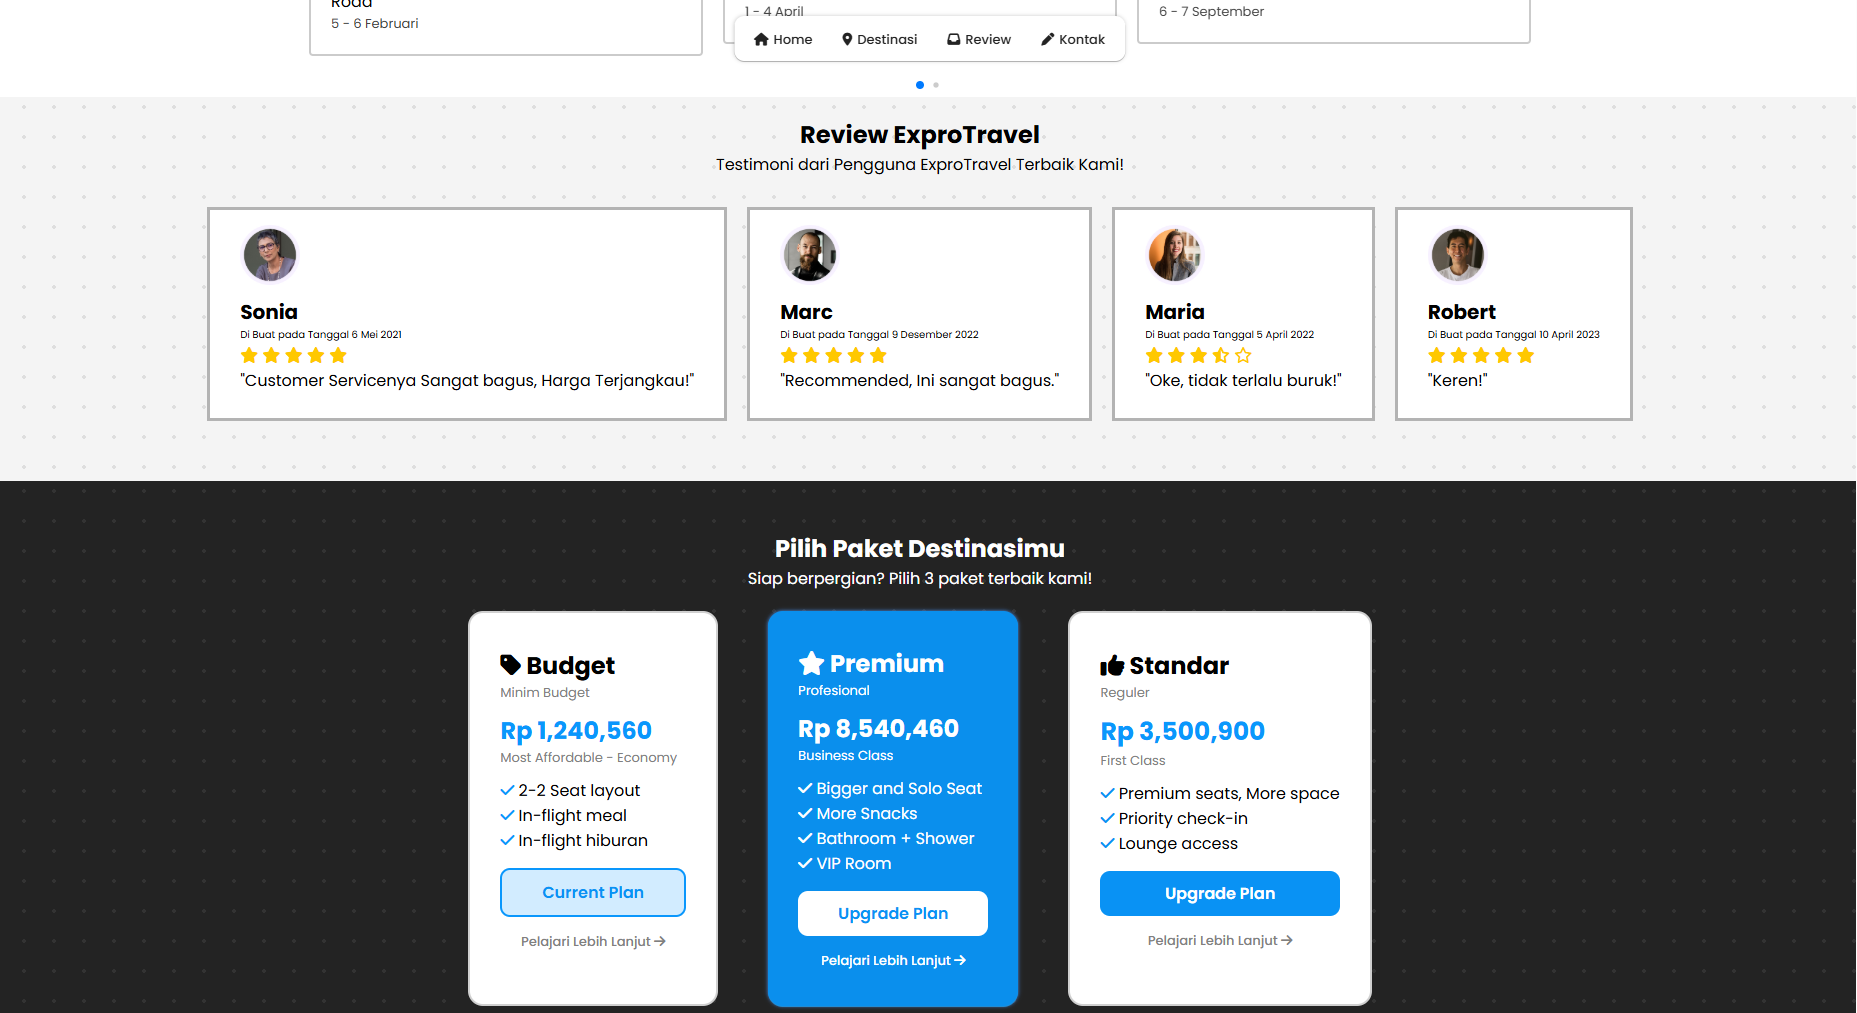 Road
5 - 6 Februari
1 - 4 April
6 - 7 September
Home
Destinasi
Review
Kontak
Review ExproTravel
Testimoni dari Pengguna ExproTravel Terbaik Kami!
Sonia
Di Buat pada Tanggal 6 Mei 2021
"Customer Servicenya Sangat bagus, Harga Terjangkau!"
Marc
Di Buat pada Tanggal 9 Desember 2022
"Recommended, Ini sangat bagus."
Maria
Di Buat pada Tanggal 5 April 2022
"Oke, tidak terlalu buruk!"
Robert
Di Buat pada Tanggal 10 April 2023
"Keren!"
Pilih Paket Destinasimu
Siap berpergian? Pilih 3 paket terbaik kami!
Budget
Minim Budget
Rp 1,240,560
Most Affordable - Economy
2-2 Seat layout
In-flight meal
In-flight hiburan
Current Plan
Pelajari Lebih Lanjut →
Premium
Profesional
Rp 8,540,460
Business Class
Bigger and Solo Seat
More Snacks
Bathroom + Shower
VIP Room
Upgrade Plan
Pelajari Lebih Lanjut →
Standar
Reguler
Rp 3,500,900
First Class
Premium seats, More space
Priority check-in
Lounge access
Upgrade Plan
Pelajari Lebih Lanjut →